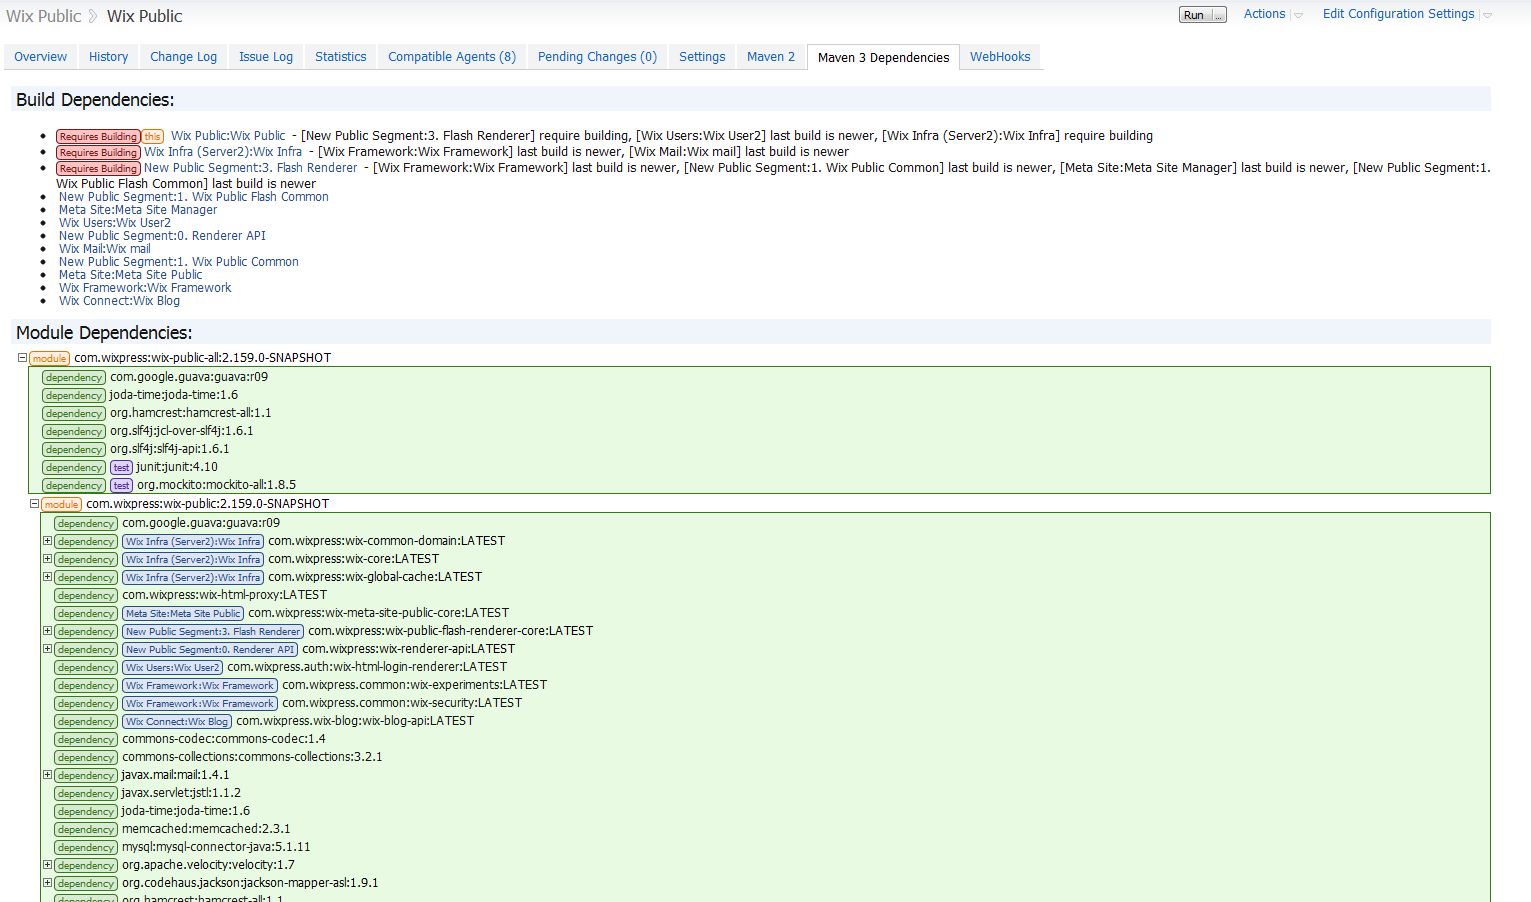 Wix Public Wix Public Run ... Actions Edit Configuration Settings
Overview History Change Log Issue Log Statistics Compatible Agents (8) Pending Changes (0) Settings Maven 2 Maven 3 Dependencies WebHooks
Build Dependencies:
Requires Building this Wix Public:Wix Public - [New Public Segment:3. Flash Renderer] require building, [Wix Users:Wix User2] last build is newer, [Wix Infra (Server2):Wix Infra] require building
Requires Building Wix Infra (Server2):Wix Infra - [Wix Framework:Wix Framework] last build is newer, [Wix Mail:Wix mail] last build is newer
Requires Building New Public Segment:3. Flash Renderer - [Wix Framework:Wix Framework] last build is newer, [New Public Segment:1. Wix Public Common] last build is newer, [Meta Site:Meta Site Manager] last build is newer, [New Public Segment:1.
Wix Public Flash Common] last build is newer
New Public Segment:1. Wix Public Flash Common
Meta Site:Meta Site Manager
Wix Users:Wix User2
New Public Segment:0. Renderer API
Wix Mail:Wix mail
New Public Segment:1. Wix Public Common
Meta Site:Meta Site Public
Wix Framework:Wix Framework
Wix Connect:Wix Blog
Module Dependencies:
module com.wixpress:wix-public-all:2.159.0-SNAPSHOT
dependency com.google.guava:guava:r09
dependency joda-time:joda-time:1.6
dependency org.hamcrest:hamcrest-all:1.1
dependency org.slf4j:jcl-over-slf4j:1.6.1
dependency org.slf4j:slf4j-api:1.6.1
dependency test junit:junit:4.10
dependency test org.mockito:mockito-all:1.8.5
module com.wixpress:wix-public:2.159.0-SNAPSHOT
dependency com.google.guava:guava:r09
dependency Wix Infra (Server2):Wix Infra com.wixpress:wix-common-domain:LATEST
dependency Wix Infra (Server2):Wix Infra com.wixpress:wix-core:LATEST
dependency Wix Infra (Server2):Wix Infra com.wixpress:wix-global-cache:LATEST
dependency com.wixpress:wix-html-proxy:LATEST
dependency Meta Site:Meta Site Public com.wixpress:wix-meta-site-public-core:LATEST
dependency New Public Segment:3. Flash Renderer com.wixpress:wix-public-flash-renderer-core:LATEST
dependency New Public Segment:0. Renderer API com.wixpress:wix-renderer-api:LATEST
dependency Wix Users:Wix User2 com.wixpress.auth:wix-html-login-renderer:LATEST
dependency Wix Framework:Wix Framework com.wixpress.common:wix-experiments:LATEST
dependency Wix Framework:Wix Framework com.wixpress.common:wix-security:LATEST
dependency Wix Connect:Wix Blog com.wixpress.wix-blog:wix-blog-api:LATEST
dependency commons-codec:commons-codec:1.4
dependency commons-collections:commons-collections:3.2.1
dependency javax.mail:mail:1.4.1
dependency javax.servlet:jstl:1.1.2
dependency joda-time:joda-time:1.6
dependency memcached:memcached:2.3.1
dependency mysql:mysql-connector-java:5.1.11
dependency org.apache.velocity:velocity:1.7
dependency org.codehaus.jackson:jackson-mapper-asl:1.9.1
dependency org.hamcrest:hamcrest-all:1.1